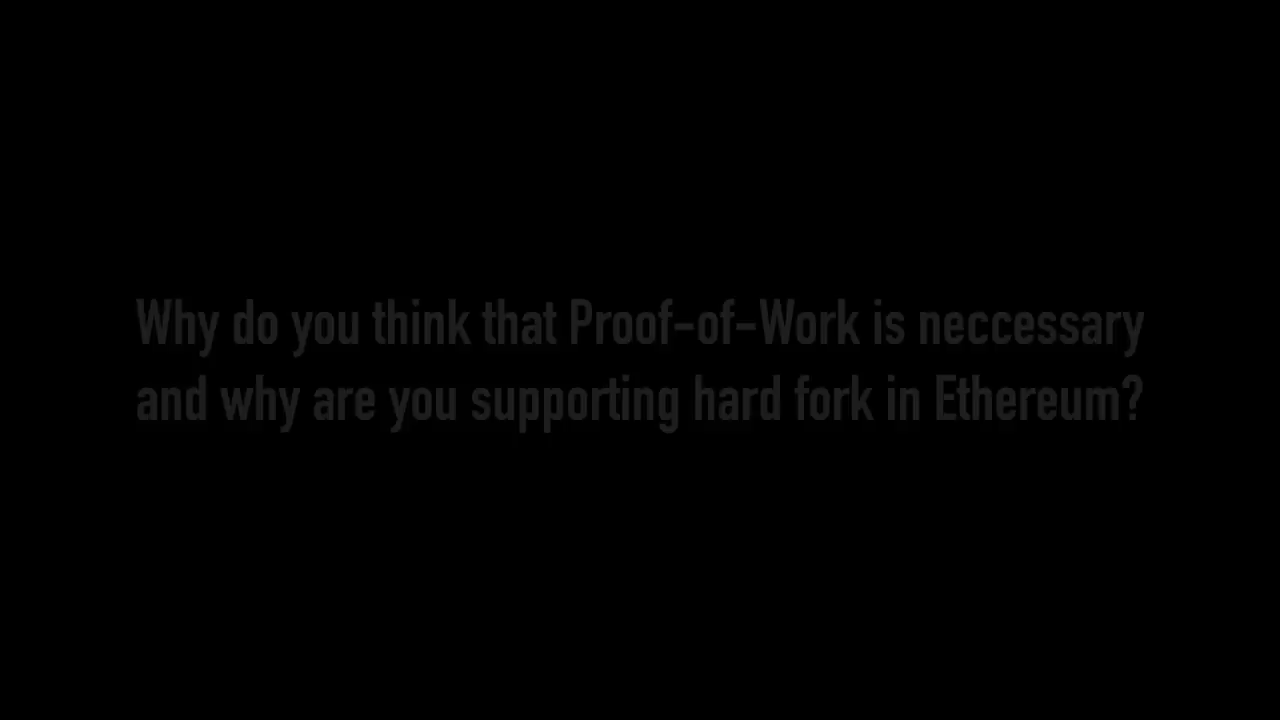 Why do you think that Proof-of-Work is neccessary
and why are you supporting hard fork in Ethereum?